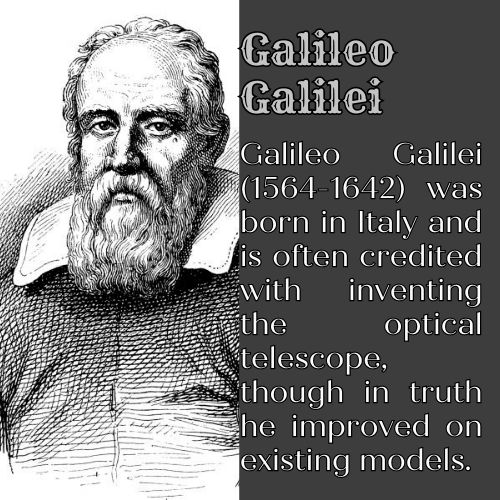 Galileo
Galilei
Galileo Galilei
(1564-1642) was
born in Italy and
is often credited
with inventing
the optical
telescope,
though in truth
he improved on
existing models.